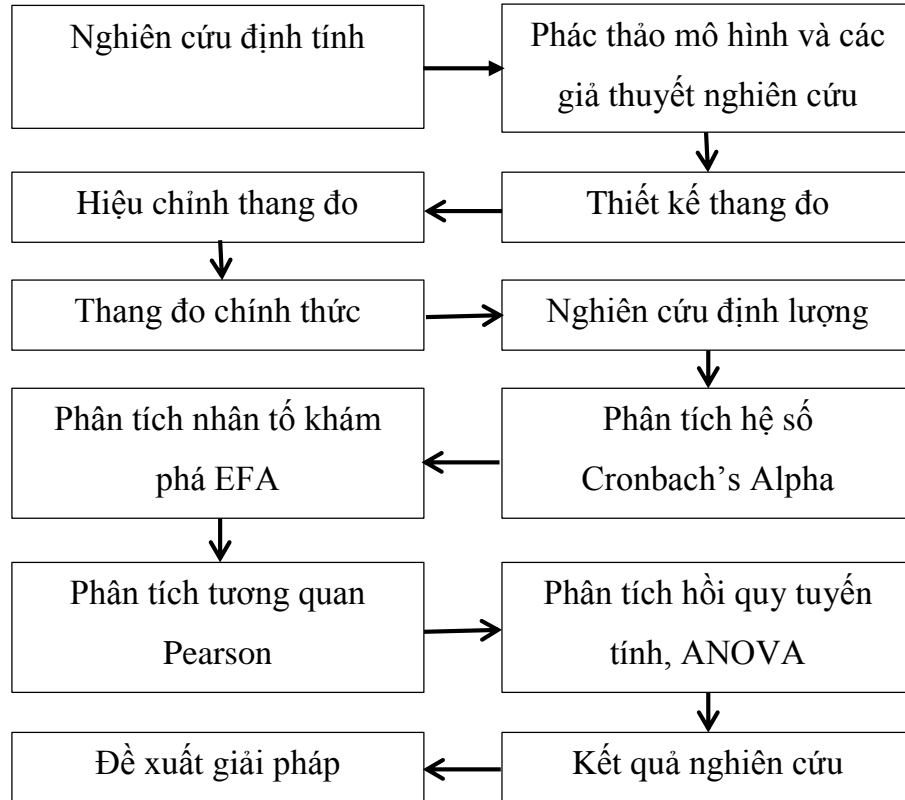 Nghiên cứu định tính
Phác thảo mô hình và các
giả thuyết nghiên cứu
Thiết kế thang đo
Hiệu chỉnh thang đo
Thang đo chính thức
Nghiên cứu định lượng
Phân tích hệ số
Cronbach’s Alpha
Phân tích nhân tố khám
phá EFA
Phân tích tương quan
Pearson
Phân tích hồi quy tuyến
tính, ANOVA
Kết quả nghiên cứu
Đề xuất giải pháp